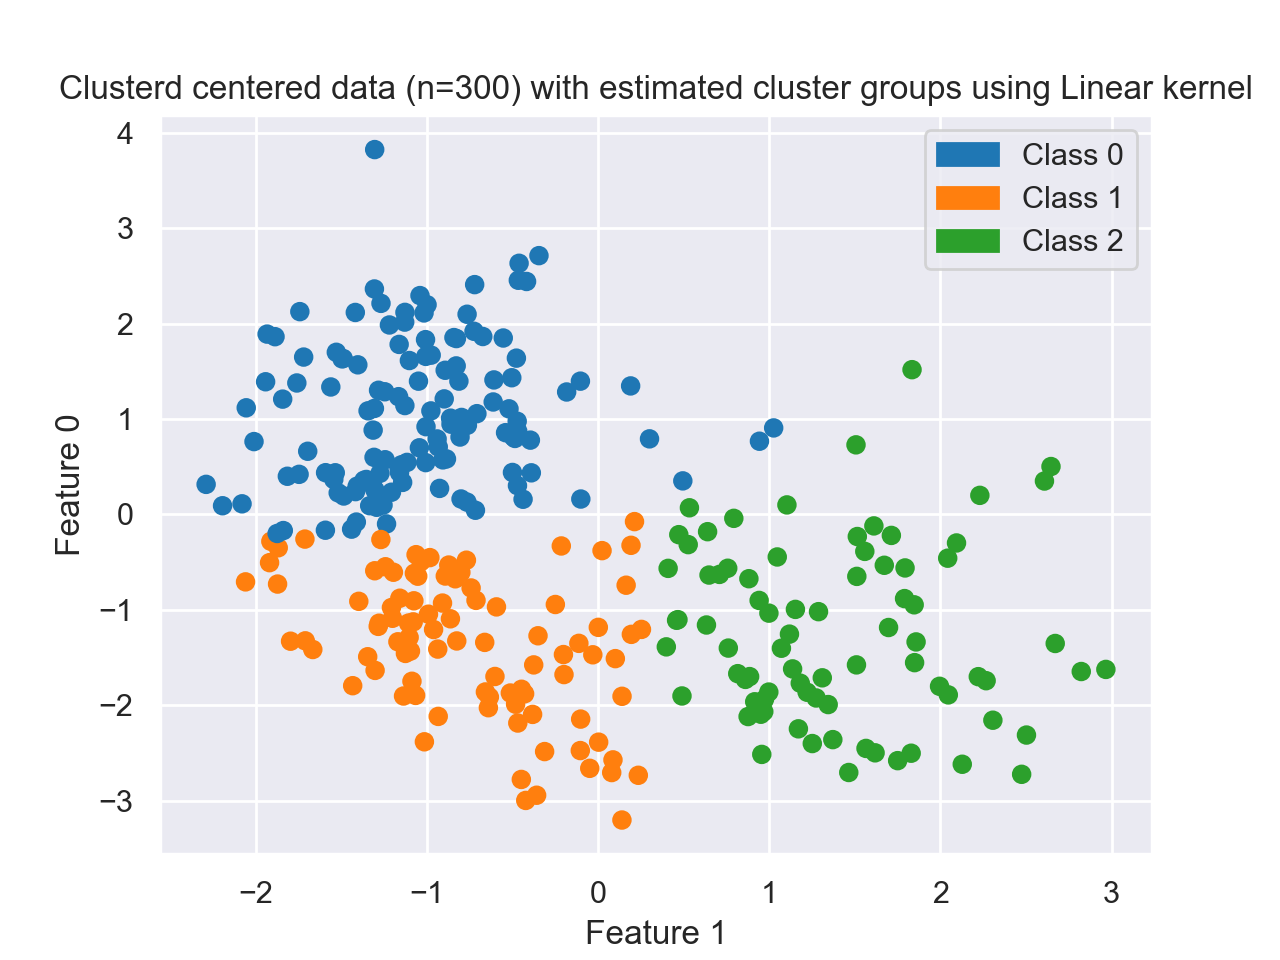 Clusterd centered data (n=300) with estimated cluster groups using Linear kernel
Class 0
Class 1
Class 2
Feature 0
4
3
2
1
0
−1
−2
−3
−2
−1
0
1
2
3
Feature 1